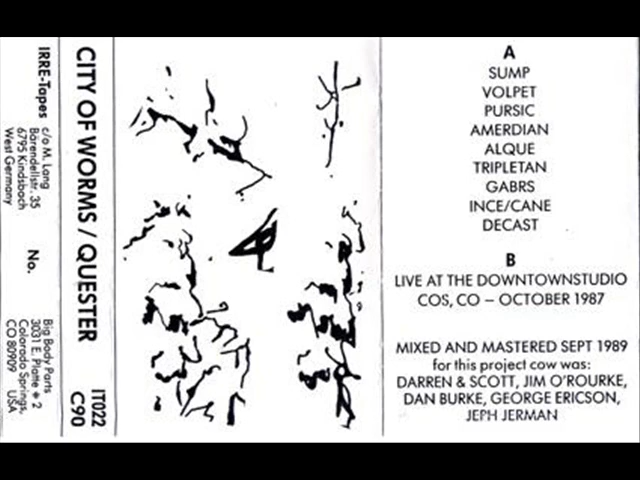 IRRE-Tapes c/o M. Lang
Bärendellstr. 35
6795 Kindsbach
West Germany
No.
Big Body Parts
3031 E. Platte # 2
Colorado Springs,
CO 80909 USA
CITY OF WORMS / QUESTER
IT022
C90
A
SUMP
VOLPET
PURSIC
AMERDIAN
ALQUE
TRIPLETAN
GABRS
INCE/CANE
DECAST
B
LIVE AT THE DOWNTOWNSTUDIO
COS, CO – OCTOBER 1987
MIXED AND MASTERED SEPT 1989
for this project cow was:
DARREN & SCOTT, JIM O'ROURKE,
DAN BURKE, GEORGE ERICSON,
JEPH JERMAN